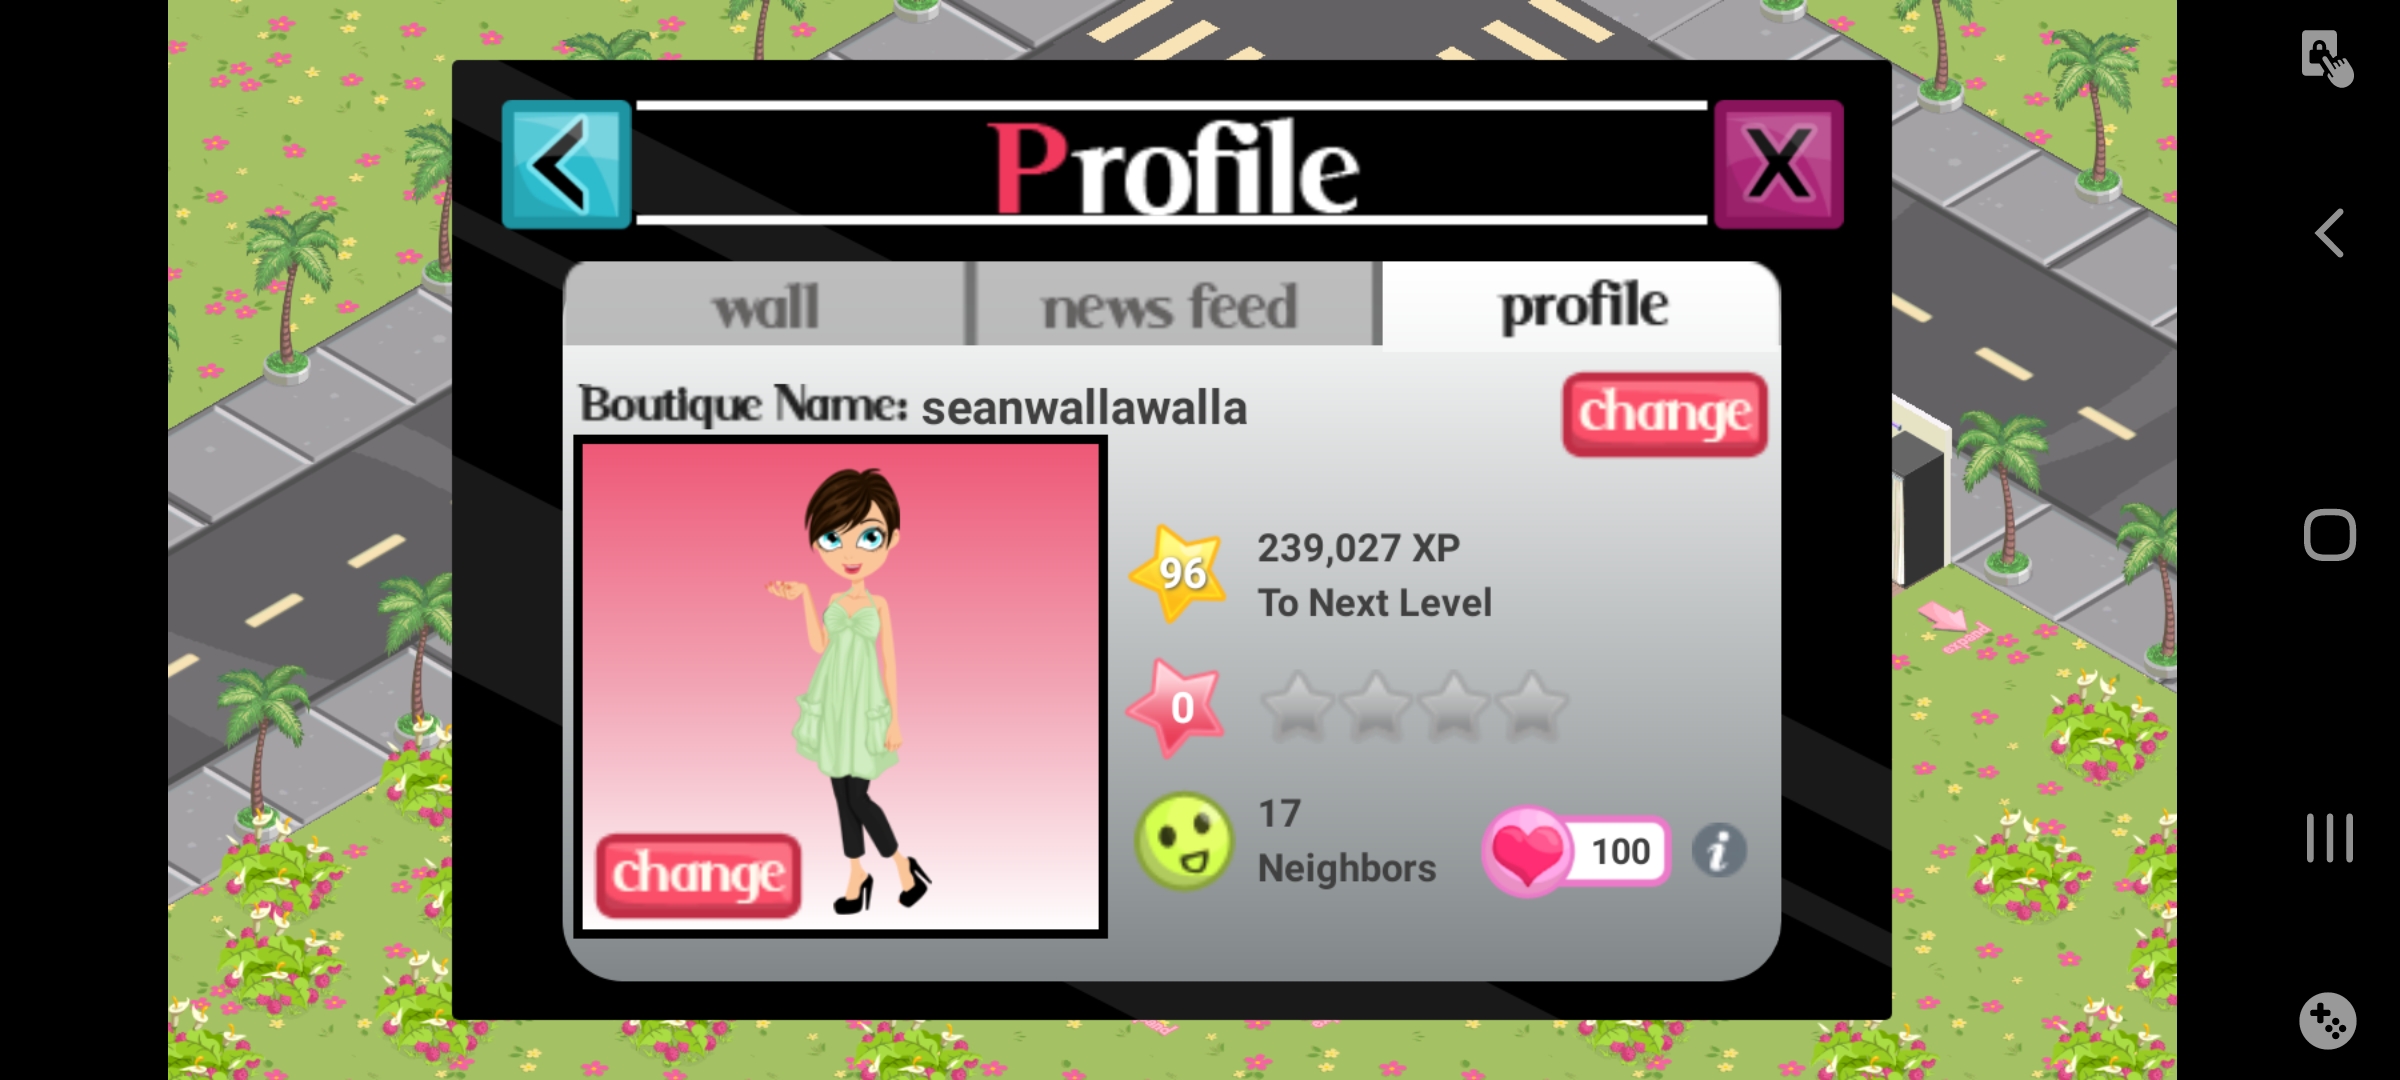 Profile
X
wall
news feed
profile
Boutique Name: seanwallawalla
change
96
239,027 XP
To Next Level
0
17
Neighbors
100
i
change
expand